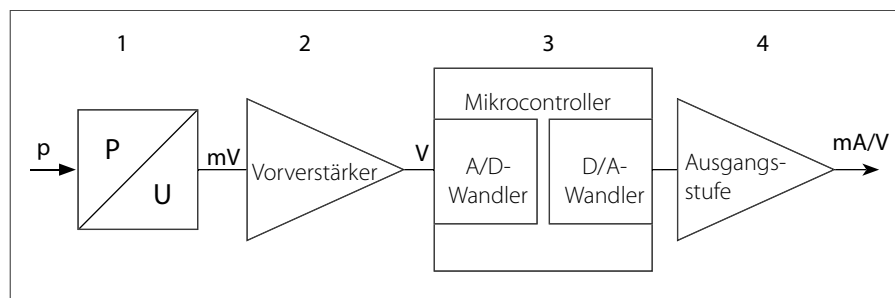 1
2
3
4
p
P
U
mV
Vorverstärker
V
Mikrocontroller
A/D-
Wandler
D/A-
Wandler
Ausgangs-
stufe
mA/V